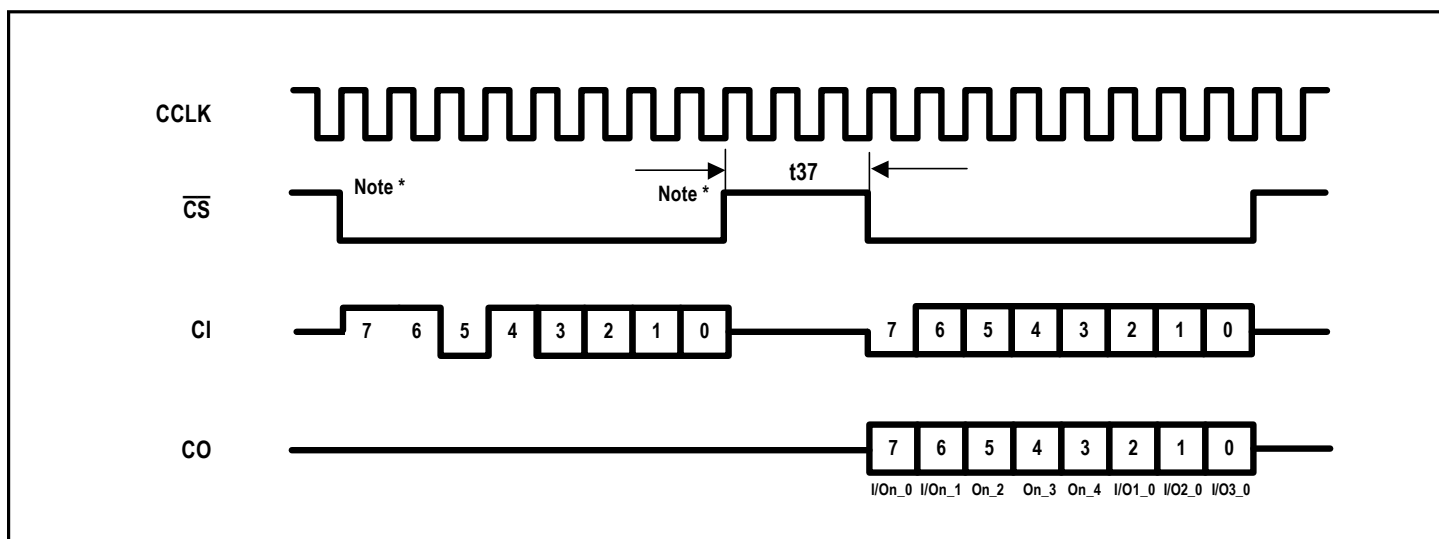 CCLK
t37
Note * Note *
CS
CI 7 6 5 4 3 2 1 0 7 6 5 4 3 2 1 0
CO 7 6 5 4 3 2 1 0
I/On_0 I/On_1 On_2 On_3 On_4 I/O1_0 I/O2_0 I/O3_0